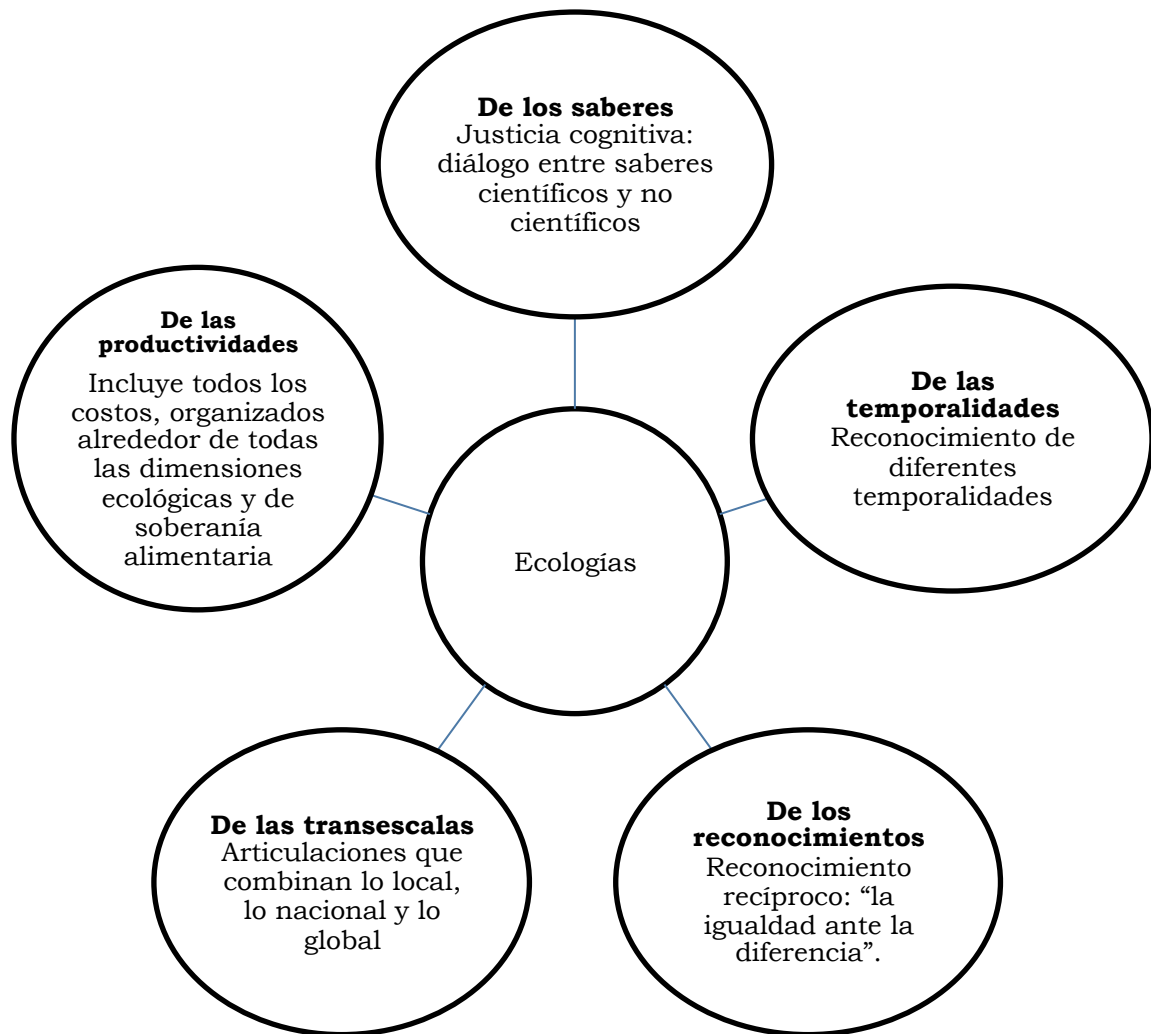 De los saberes
Justicia cognitiva:
diálogo entre saberes
científicos y no
científicos
De las
productividades
Incluye todos los
costos, organizados
alrededor de todas
las dimensiones
ecológicas y de
soberanía
alimentaria
De las
temporalidades
Reconocimiento de
diferentes
temporalidades
Ecologías
De las transescalas
Articulaciones que
combinan lo local,
lo nacional y lo
global
De los
reconocimientos
Reconocimiento
recíproco: “la
igualdad ante la
diferencia”.